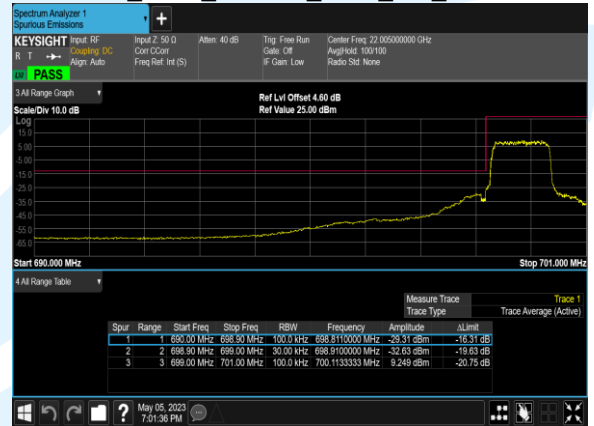 Spectrum Analyzer 1
Spurious Emissions
KEYSIGHT Input: RF Input Z: 50 Ω Atten: 40 dB Trig: Free Run Center Freq: 22.005000000 GHz
R T Coupling: DC Corr CCorr Gate: Off Avg|Hold: 100/100
Align: Auto Freq Ref: Int (S) IF Gain: Low Radio Std: None
PASS
3 All Range Graph
Ref Lvl Offset 4.60 dB
Scale/Div 10.0 dB Ref Value 25.00 dBm
Log
15.0
5.00
-5.00
-15.0
-25.0
-35.0
-45.0
-55.0
-65.0
Start 690.000 MHz Stop 701.000 MHz
4 All Range Table
Measure Trace Trace 1
Trace Type Trace Average (Active)
Spur Range Start Freq Stop Freq RBW Frequency Amplitude ΔLimit
1 1 690.00 MHz 698.90 MHz 100.0 kHz 698.8110000 MHz -29.31 dBm -16.31 dB
2 2 698.90 MHz 699.00 MHz 30.00 kHz 698.9100000 MHz -32.63 dBm -19.63 dB
3 3 699.00 MHz 701.00 MHz 100.0 kHz 700.1133333 MHz 9.249 dBm -20.75 dB
May 05, 2023
7:01:36 PM